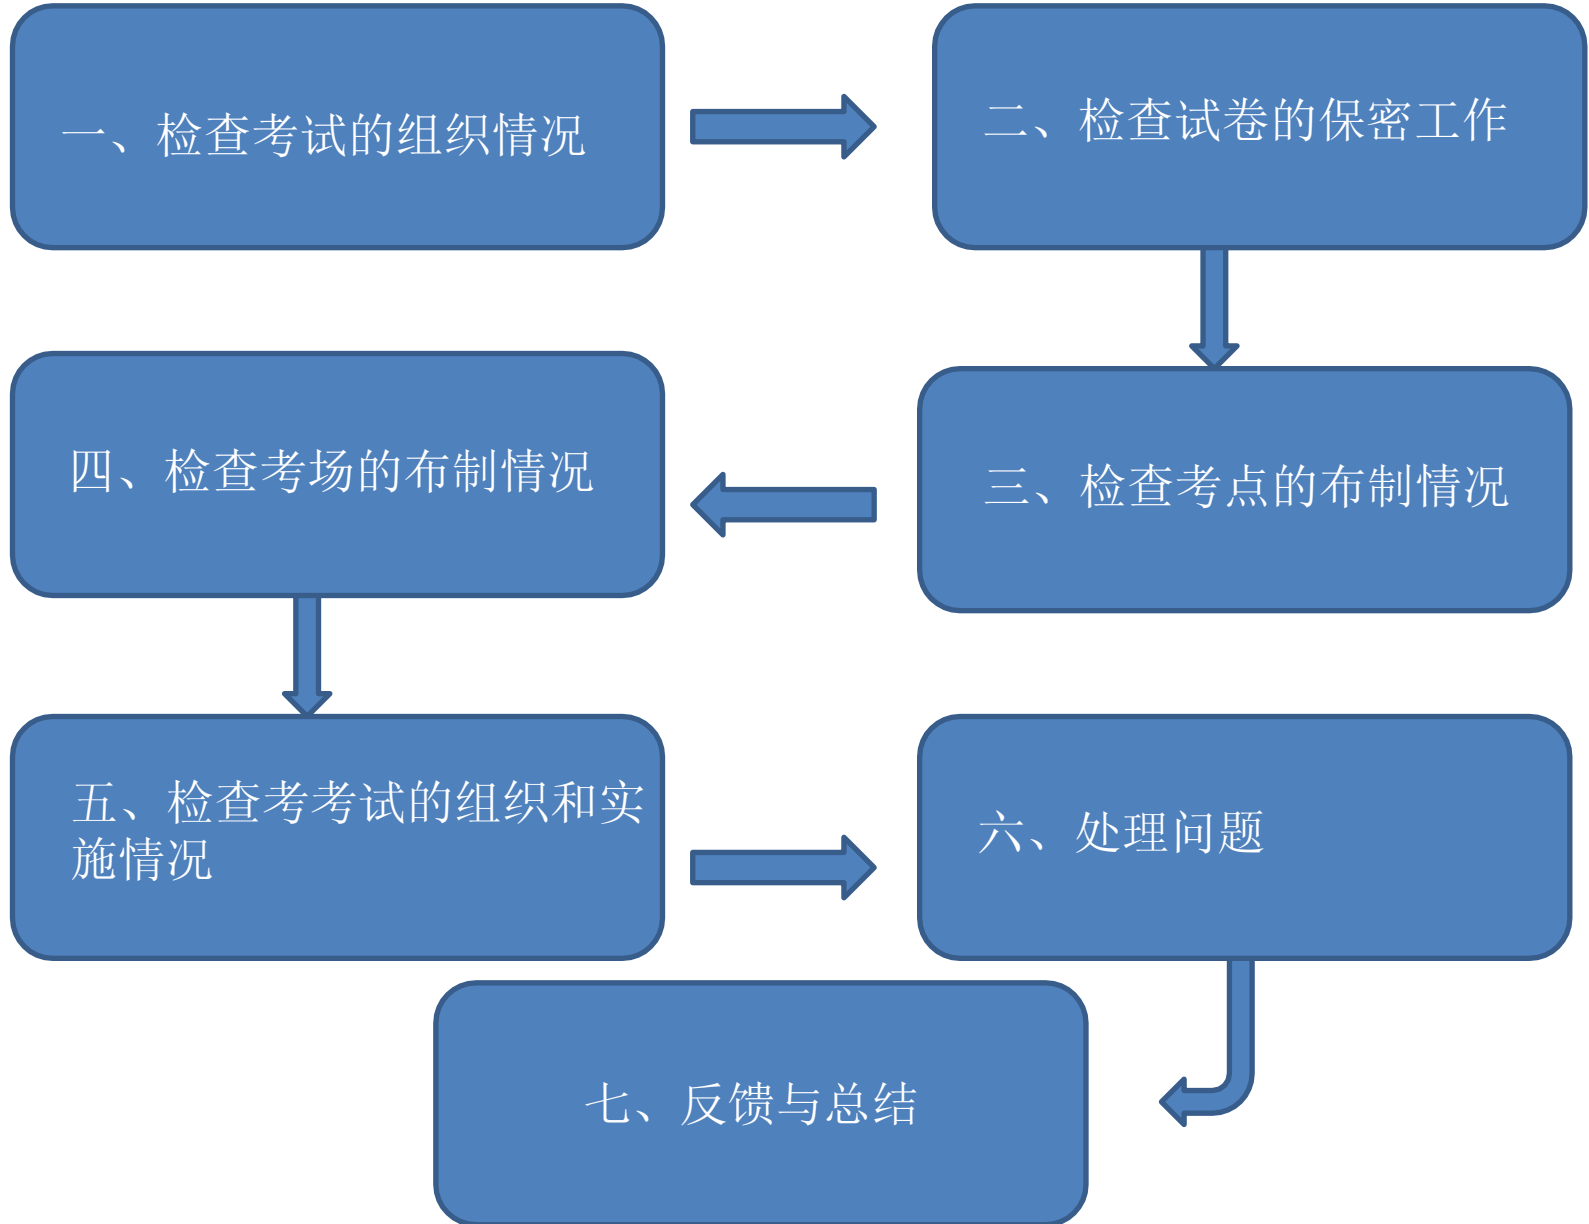 一、检查考试的组织情况
二、检查试卷的保密工作
三、检查考点的布制情况
四、检查考场的布制情况
五、检查考考试的组织和实
施情况
六、处理问题
七、反馈与总结